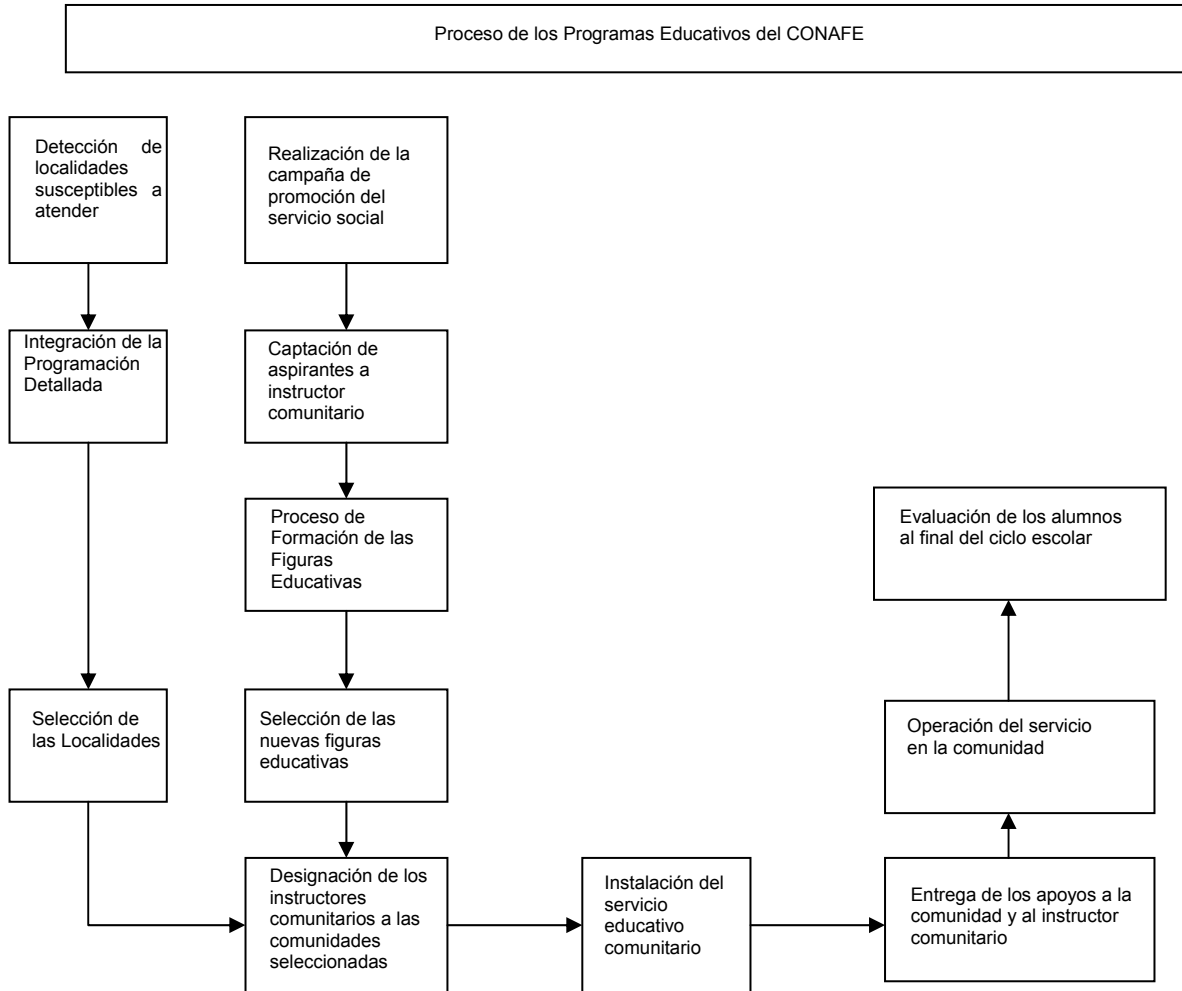 Proceso de los Programas Educativos del CONAFE
Detección de
localidades
susceptibles a
atender
Realización de la
campaña de
promoción del
servicio social
Integración de la
Programación
Detallada
Captación de
aspirantes a
instructor
comunitario
Proceso de
Formación de las
Figuras
Educativas
Evaluación de los alumnos
al final del ciclo escolar
Selección de
las Localidades
Selección de las
nuevas figuras
educativas
Operación del servicio
en la comunidad
Designación de los
instructores
comunitarios a las
comunidades
seleccionadas
Instalación del
servicio
educativo
comunitario
Entrega de los apoyos a la
comunidad y al instructor
comunitario